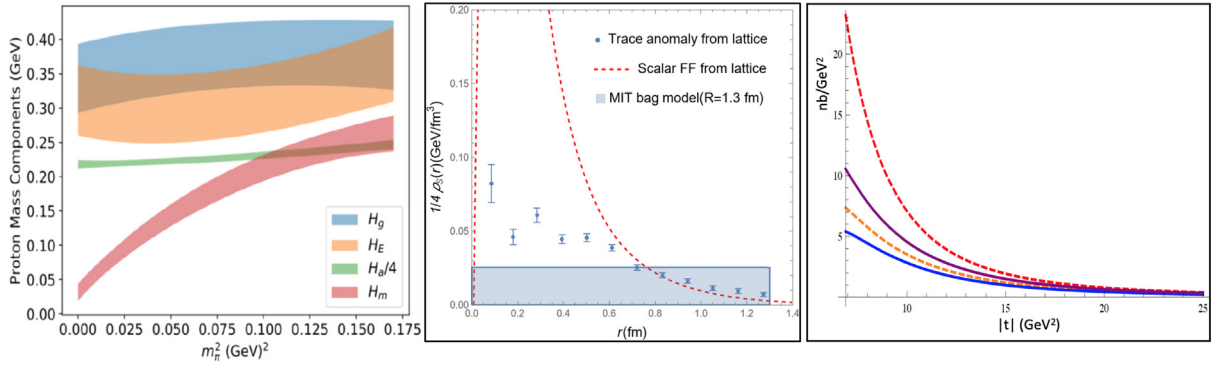 Proton Mass Components (GeV)
0.40
0.35
0.30
0.25
0.20
0.15
0.10
0.05
0.00
H_g
H_E
H_a/4
H_m
0.000 0.025 0.050 0.075 0.100 0.125 0.150 0.175
m_π^2 (GeV)^2
1/4 ρ_S(r)(GeV/fm^3)
0.20
0.15
0.10
0.05
0.00
Trace anomaly from lattice
Scalar FF from lattice
MIT bag model(R=1.3 fm)
0.0 0.2 0.4 0.6 0.8 1.0 1.2 1.4
r(fm)
nb/GeV²
20
15
10
5
10 15 20 25
|t| (GeV²)